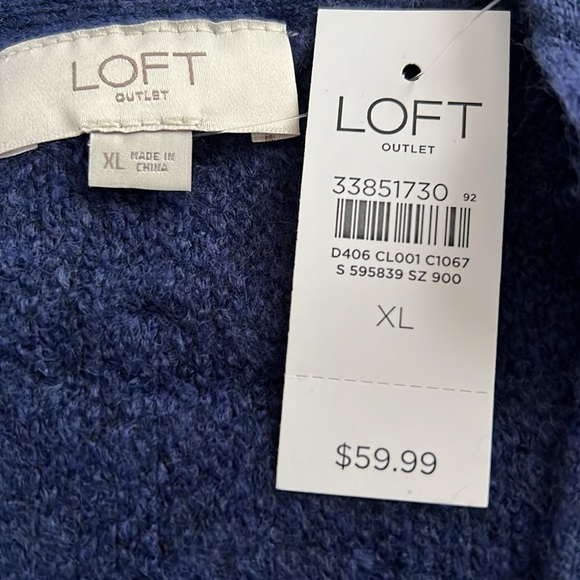 LOFT
OUTLET
XL MADE IN
CHINA
LOFT
OUTLET
33851730 92
D406 CL001 C1067
S 595839 SZ 900
XL
$59.99